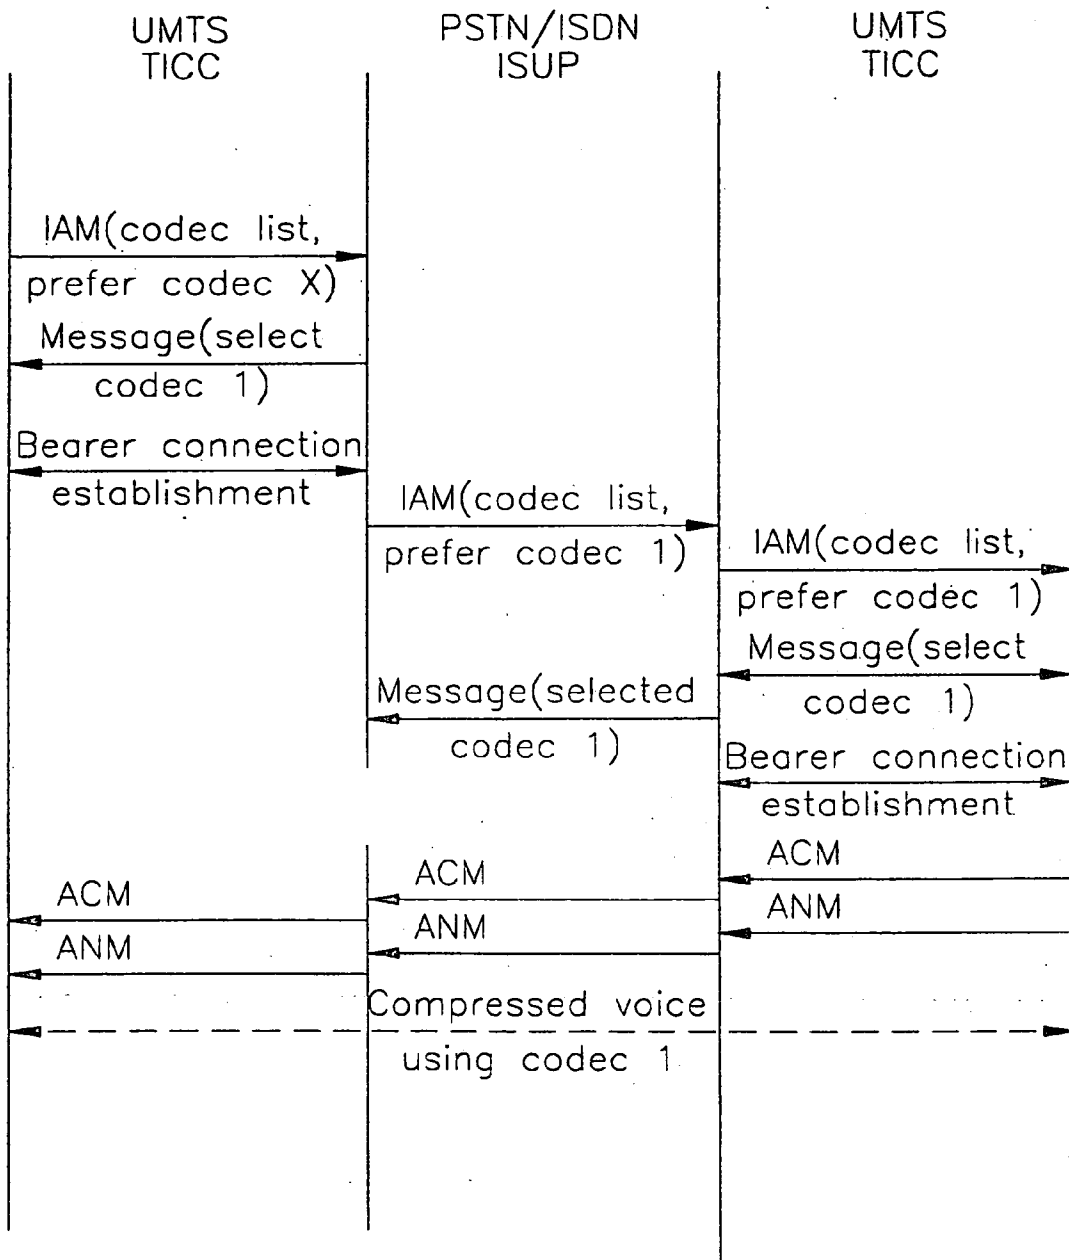 UMTS
TICC
PSTN/ISDN
ISUP
UMTS
TICC
IAM(codec list,
prefer codec X)
Message(select
codec 1)
Bearer connection
establishment
IAM(codec list,
prefer codec 1)
IAM(codec list,
prefer codec 1)
Message(select
codec 1)
Message(selected
codec 1)
Bearer connection
establishment
ACM
ACM
ACM
ANM
ANM
ANM
Compressed voice
using codec 1